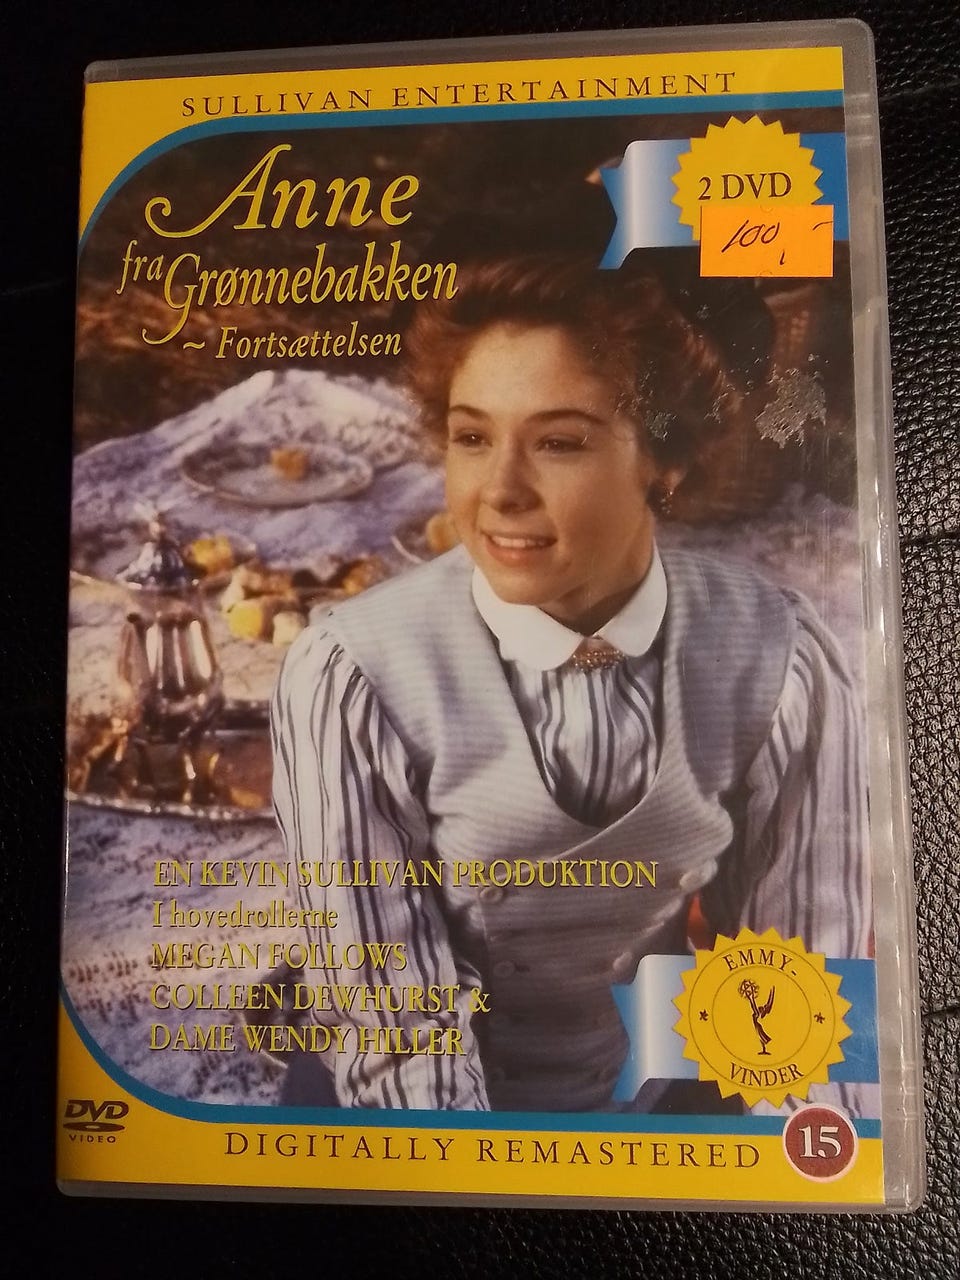 SULLIVAN ENTERTAINMENT
Anne
fra Grønnebakken
~ Fortsættelsen
2 DVD
100,-
EN KEVIN SULLIVAN PRODUKTION
I hovedrollerne
MEGAN FOLLOWS
COLLEEN DEWHURST &
DAME WENDY HILLER
EMMY-
VINDER
DVD
VIDEO
DIGITALLY REMASTERED
15